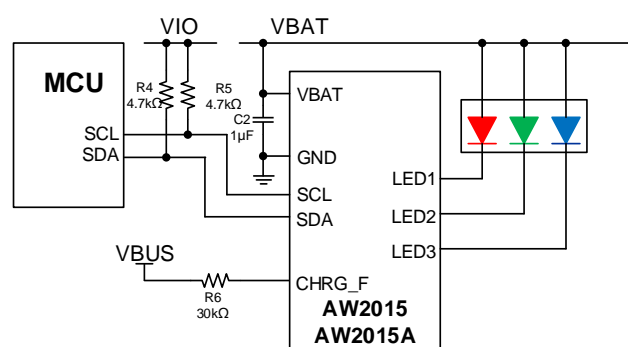 VIO
VBAT
MCU
R4
4.7kΩ
R5
4.7kΩ
C2
1μF
VBAT
GND
SCL
SDA
SCL
SDA
LED1
LED2
LED3
VBUS
R6
30kΩ
CHRG_F
AW2015
AW2015A